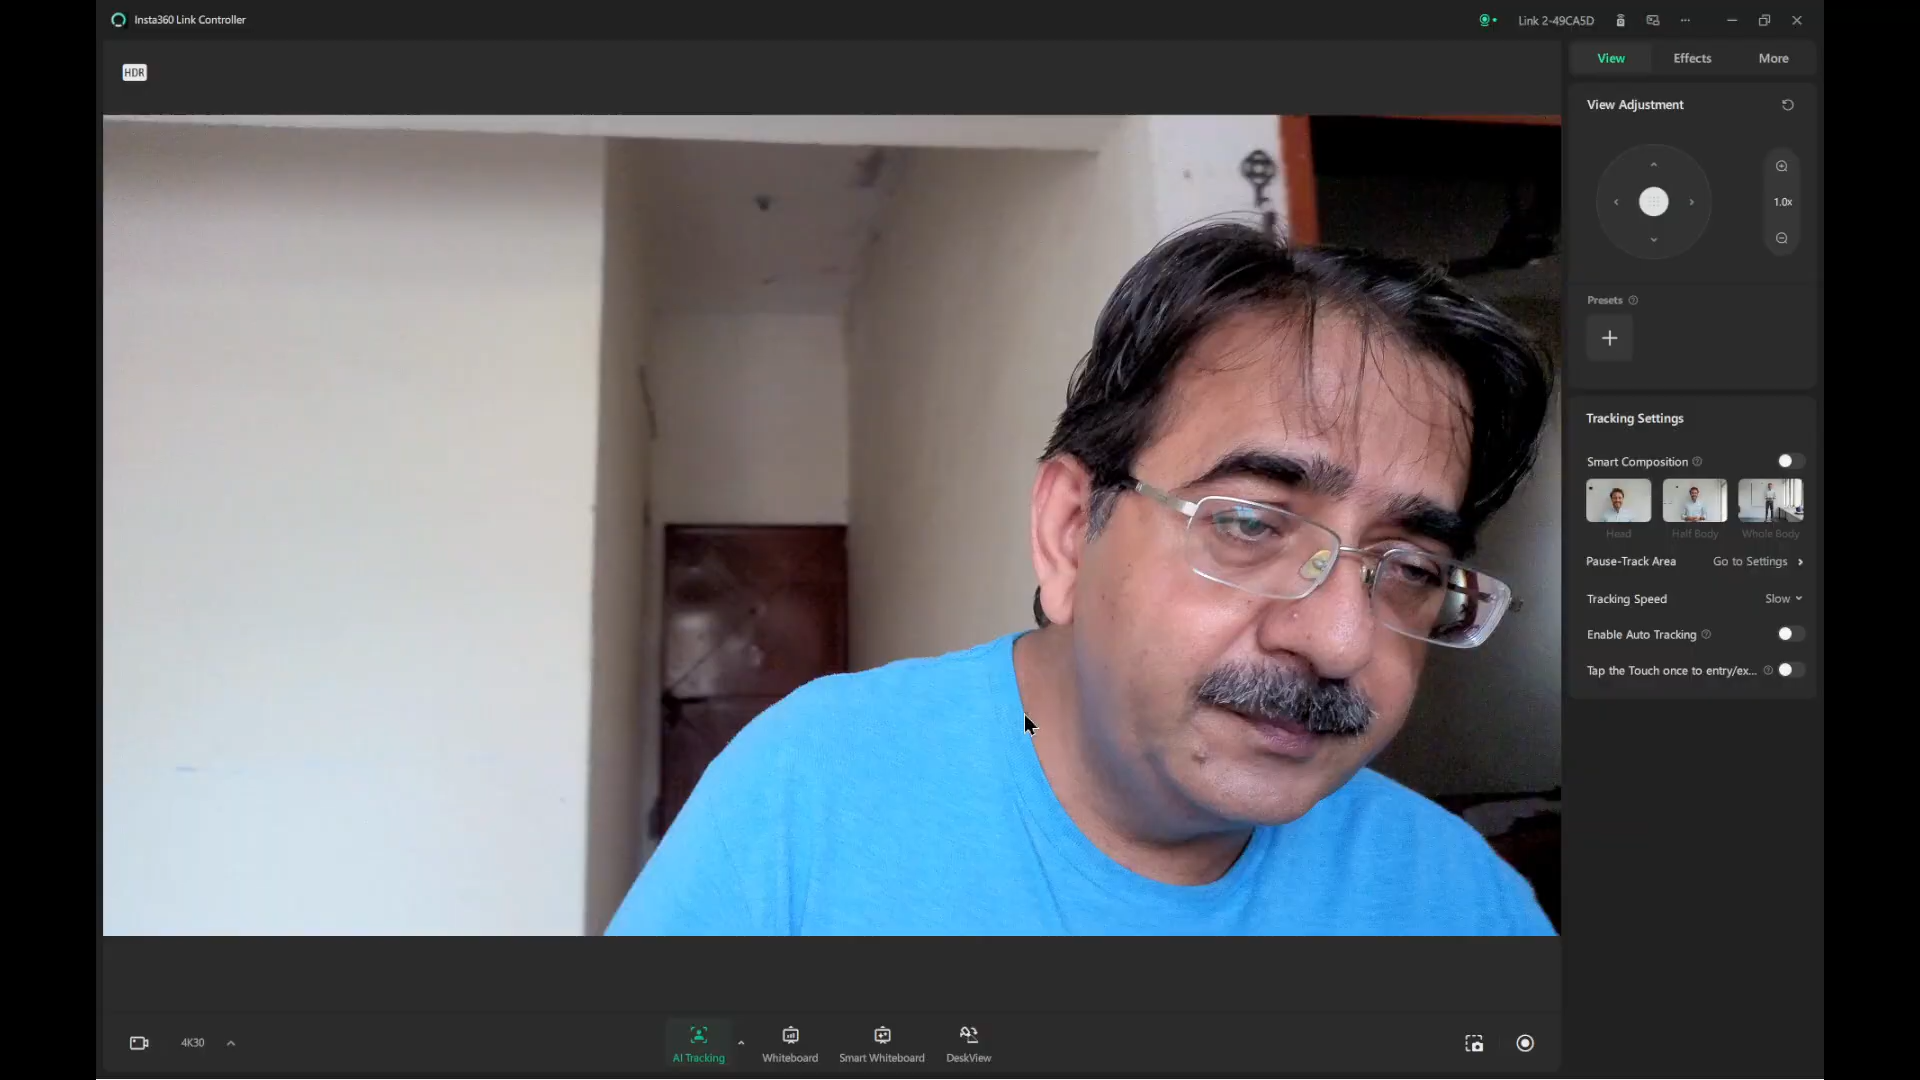 Insta360 Link Controller
Link 2-49CA5D
HDR
View Effects More
View Adjustment
1.0x
Presets
Tracking Settings
Smart Composition
Head Half Body Whole Body
Pause-Track Area Go to Settings
Tracking Speed Slow
Enable Auto Tracking
Tap the Touch once to entry/ex...
4K30
AI Tracking Whiteboard Smart Whiteboard DeskView